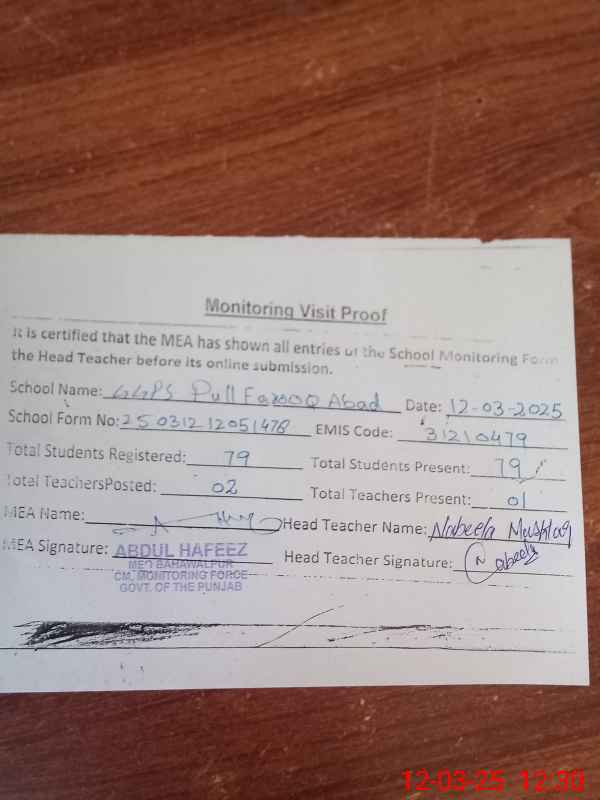 Monitoring Visit Proof
It is certified that the MEA has shown all entries of the School Monitoring Form
the Head Teacher before its online submission.
School Name: GGPS Pull Farooq Abad Date: 12-03-2025
School Form No: 25031212051478 EMIS Code: 31210479
Total Students Registered: 79 Total Students Present: 79
Total TeachersPosted: 02 Total Teachers Present: 01
MEA Name: Head Teacher Name: Nabeela Mushtaq
MEA Signature: Head Teacher Signature: Nabeela
ABDUL HAFEEZ
MEO BAHAWALPUR
CM, MONITORING FORCE
GOVT. OF THE PUNJAB
12-03-25 12:30